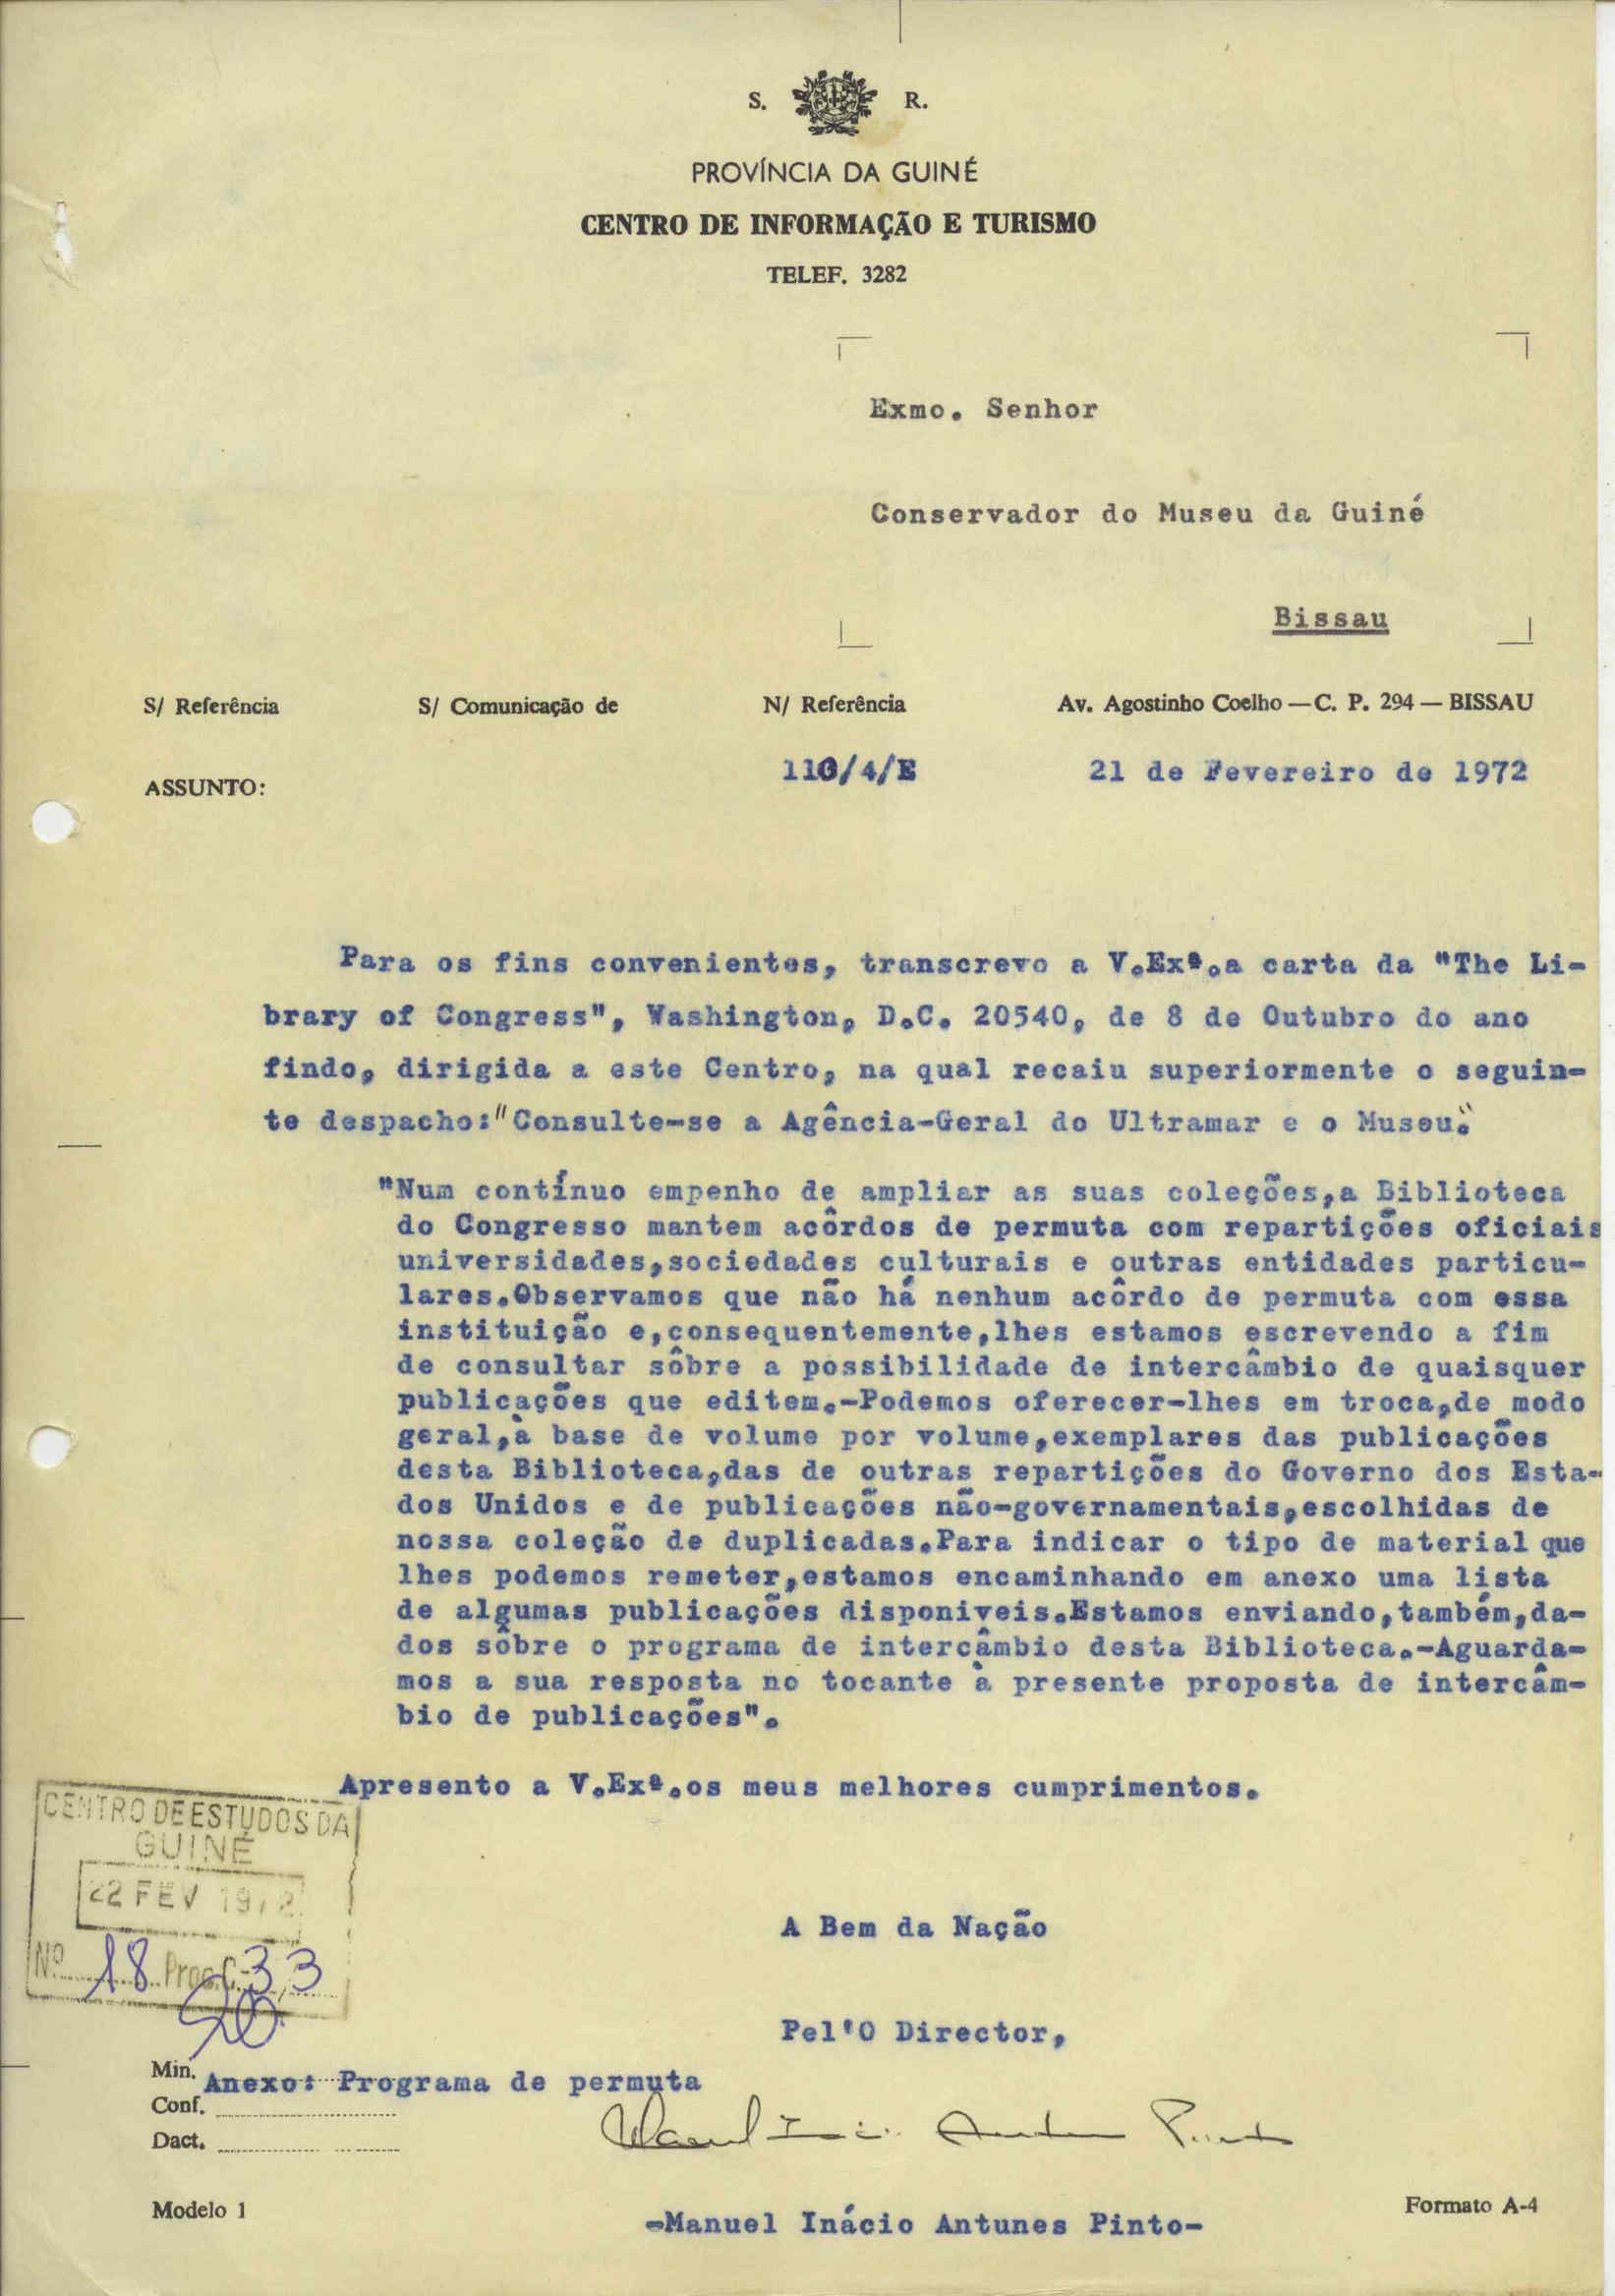 S. R.
PROVÍNCIA DA GUINÉ
CENTRO DE INFORMAÇÃO E TURISMO
TELEF. 3282
Exmo. Senhor
Conservador do Museu da Guiné
Bissau
S/ Referência S/ Comunicação de N/ Referência Av. Agostinho Coelho — C. P. 294 — BISSAU
110/4/E 21 de Fevereiro de 1972
ASSUNTO:
Para os fins convenientes, transcrevo a V.Exª.a carta da "The Li-
brary of Congress", Washington, D.C. 20540, de 8 de Outubro do ano
findo, dirigida a este Centro, na qual recaiu superiormente o seguin-
te despacho:"Consulte-se a Agência-Geral do Ultramar e o Museu."
"Num contínuo empenho de ampliar as suas coleções,a Biblioteca
do Congresso mantem acôrdos de permuta com repartições oficiais
universidades,sociedades culturais e outras entidades particu-
lares.Observamos que não há nenhum acôrdo de permuta com essa
instituição e,consequentemente,lhes estamos escrevendo a fim
de consultar sôbre a possibilidade de intercâmbio de quaisquer
publicações que editem.-Podemos oferecer-lhes em troca,de modo
geral,à base de volume por volume,exemplares das publicações
desta Biblioteca,das de outras repartições do Governo dos Esta-
dos Unidos e de publicações não-governamentais,escolhidas de
nossa coleção de duplicadas.Para indicar o tipo de material que
lhes podemos remeter,estamos encaminhando em anexo uma lista
de algumas publicações disponiveis.Estamos enviando,também,da-
dos sôbre o programa de intercâmbio desta Biblioteca.-Aguarda-
mos a sua resposta no tocante à presente proposta de intercâm-
bio de publicações".
Apresento a V.Exª.os meus melhores cumprimentos.
CENTRO DE ESTUDOS DA
GUINÉ
22 FEV 1972
Nº 18 Proc. C-3,3
A Bem da Nação
Pel'O Director,
Min. Anexo: Programa de permuta
Conf.
Dact.
Manuel Inácio Antunes Pinto
Modelo 1 Formato A-4
-Manuel Inácio Antunes Pinto-